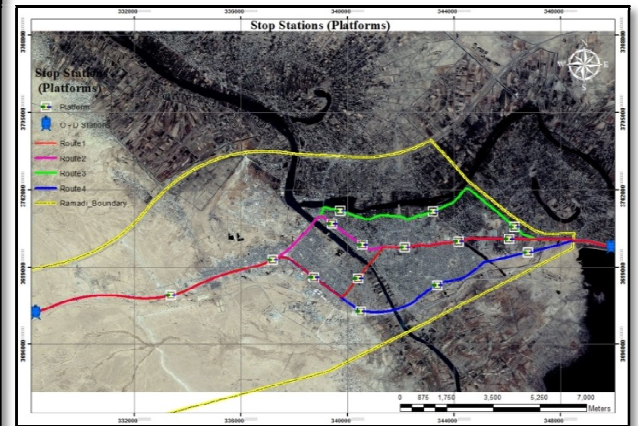 Stop Stations (Platforms)
Stop Stations
(Platforms)
Platform
O+D Stations
Route1
Route2
Route3
Route4
Ramadi_Boundary
N
W
E
S
332000
336000
340000
344000
348000
332000
336000
340000
344000
348000
0 875 1,750 3,500 5,250 7,000
Meters